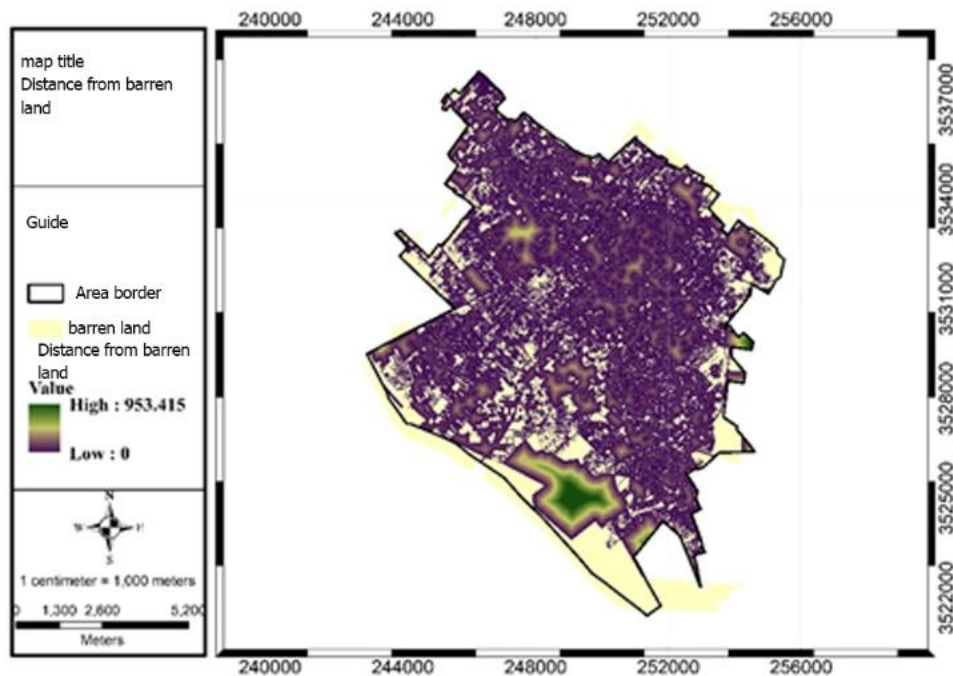 240000 244000 248000 252000 256000
map title
Distance from barren
land
Guide
Area border
barren land
Distance from barren
land
Value
High : 953.415
Low : 0
N
W E
S
1 centimeter = 1,000 meters
0 1,300 2,600 5,200
Meters
3537000
3534000
3531000
3528000
3525000
3522000
240000 244000 248000 252000 256000